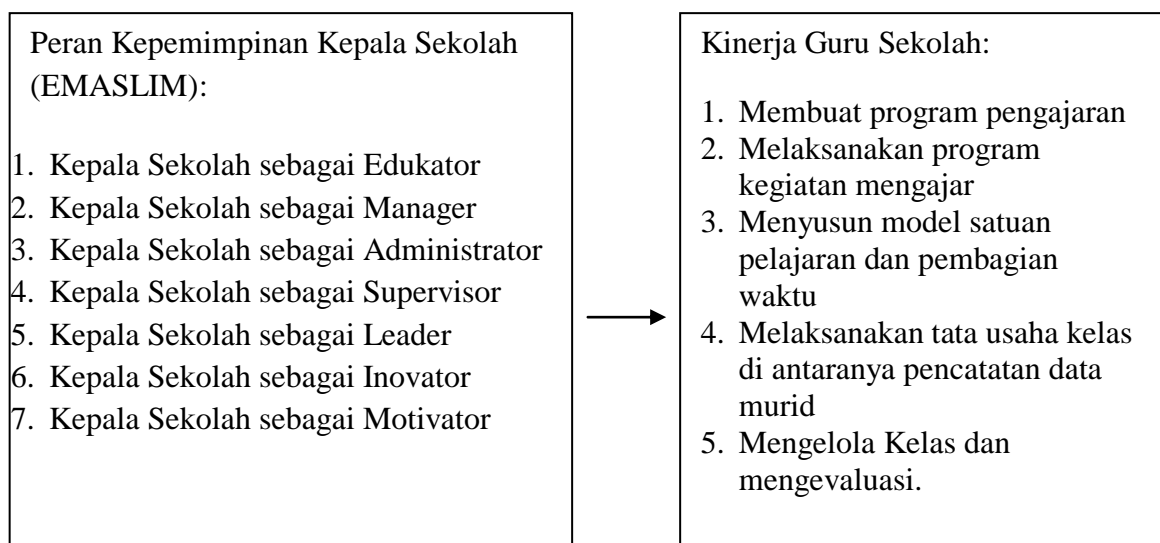 Peran Kepemimpinan Kepala Sekolah
(EMASLIM):
1. Kepala Sekolah sebagai Edukator
2. Kepala Sekolah sebagai Manager
3. Kepala Sekolah sebagai Administrator
4. Kepala Sekolah sebagai Supervisor
5. Kepala Sekolah sebagai Leader
6. Kepala Sekolah sebagai Inovator
7. Kepala Sekolah sebagai Motivator
Kinerja Guru Sekolah:
1. Membuat program pengajaran
2. Melaksanakan program
kegiatan mengajar
3. Menyusun model satuan
pelajaran dan pembagian
waktu
4. Melaksanakan tata usaha kelas
di antaranya pencatatan data
murid
5. Mengelola Kelas dan
mengevaluasi.